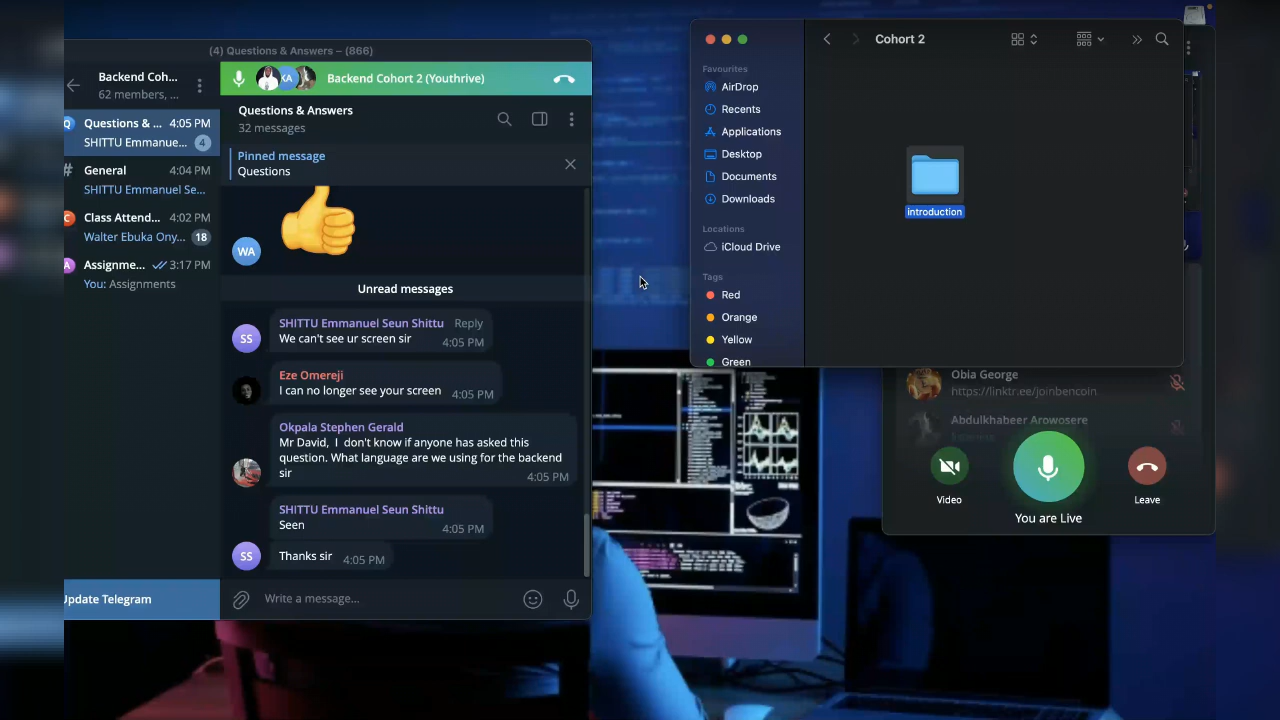 (4) Questions & Answers – (866)
Backend Coh...
62 members, ...
Questions & ...
4:05 PM
SHITTU Emmanue...
4
General
4:04 PM
SHITTU Emmanuel Se...
Class Attend...
4:02 PM
Walter Ebuka Ony...
18
Assignme...
3:17 PM
You: Assignments
Update Telegram
XA
Backend Cohort 2 (Youthrive)
Questions & Answers
32 messages
Pinned message
Questions
WA
Unread messages
SHITTU Emmanuel Seun Shittu
Reply
We can't see ur screen sir
4:05 PM
SS
Eze Omereji
I can no longer see your screen
4:05 PM
Okpala Stephen Gerald
Mr David, I don't know if anyone has asked this
question. What language are we using for the backend
sir
4:05 PM
SHITTU Emmanuel Seun Shittu
Seen
4:05 PM
SS
Thanks sir
4:05 PM
Write a message...
Cohort 2
Favourites
AirDrop
Recents
Applications
Desktop
Documents
Downloads
Locations
iCloud Drive
Tags
Red
Orange
Yellow
Green
introduction
Obia George
https://linktr.ee/joinbencoin
Abdulkhabeer Arowosere
Video
Leave
You are Live